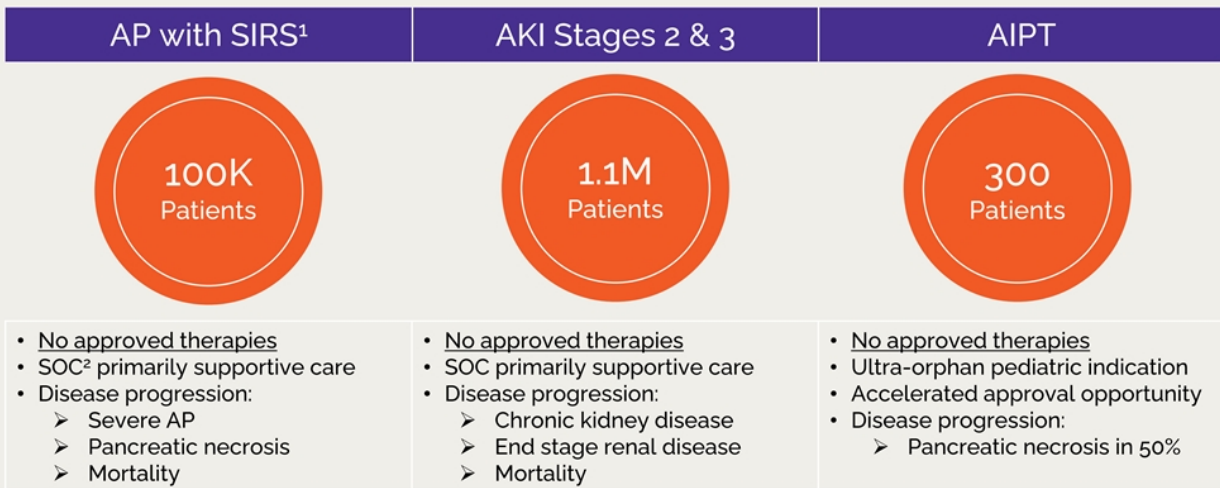 AP with SIRS¹
AKI Stages 2 & 3
AIPT
100K
Patients
1.1M
Patients
300
Patients
• No approved therapies
• SOC² primarily supportive care
• Disease progression:
➢ Severe AP
➢ Pancreatic necrosis
➢ Mortality
• No approved therapies
• SOC primarily supportive care
• Disease progression:
➢ Chronic kidney disease
➢ End stage renal disease
➢ Mortality
• No approved therapies
• Ultra-orphan pediatric indication
• Accelerated approval opportunity
• Disease progression:
➢ Pancreatic necrosis in 50%